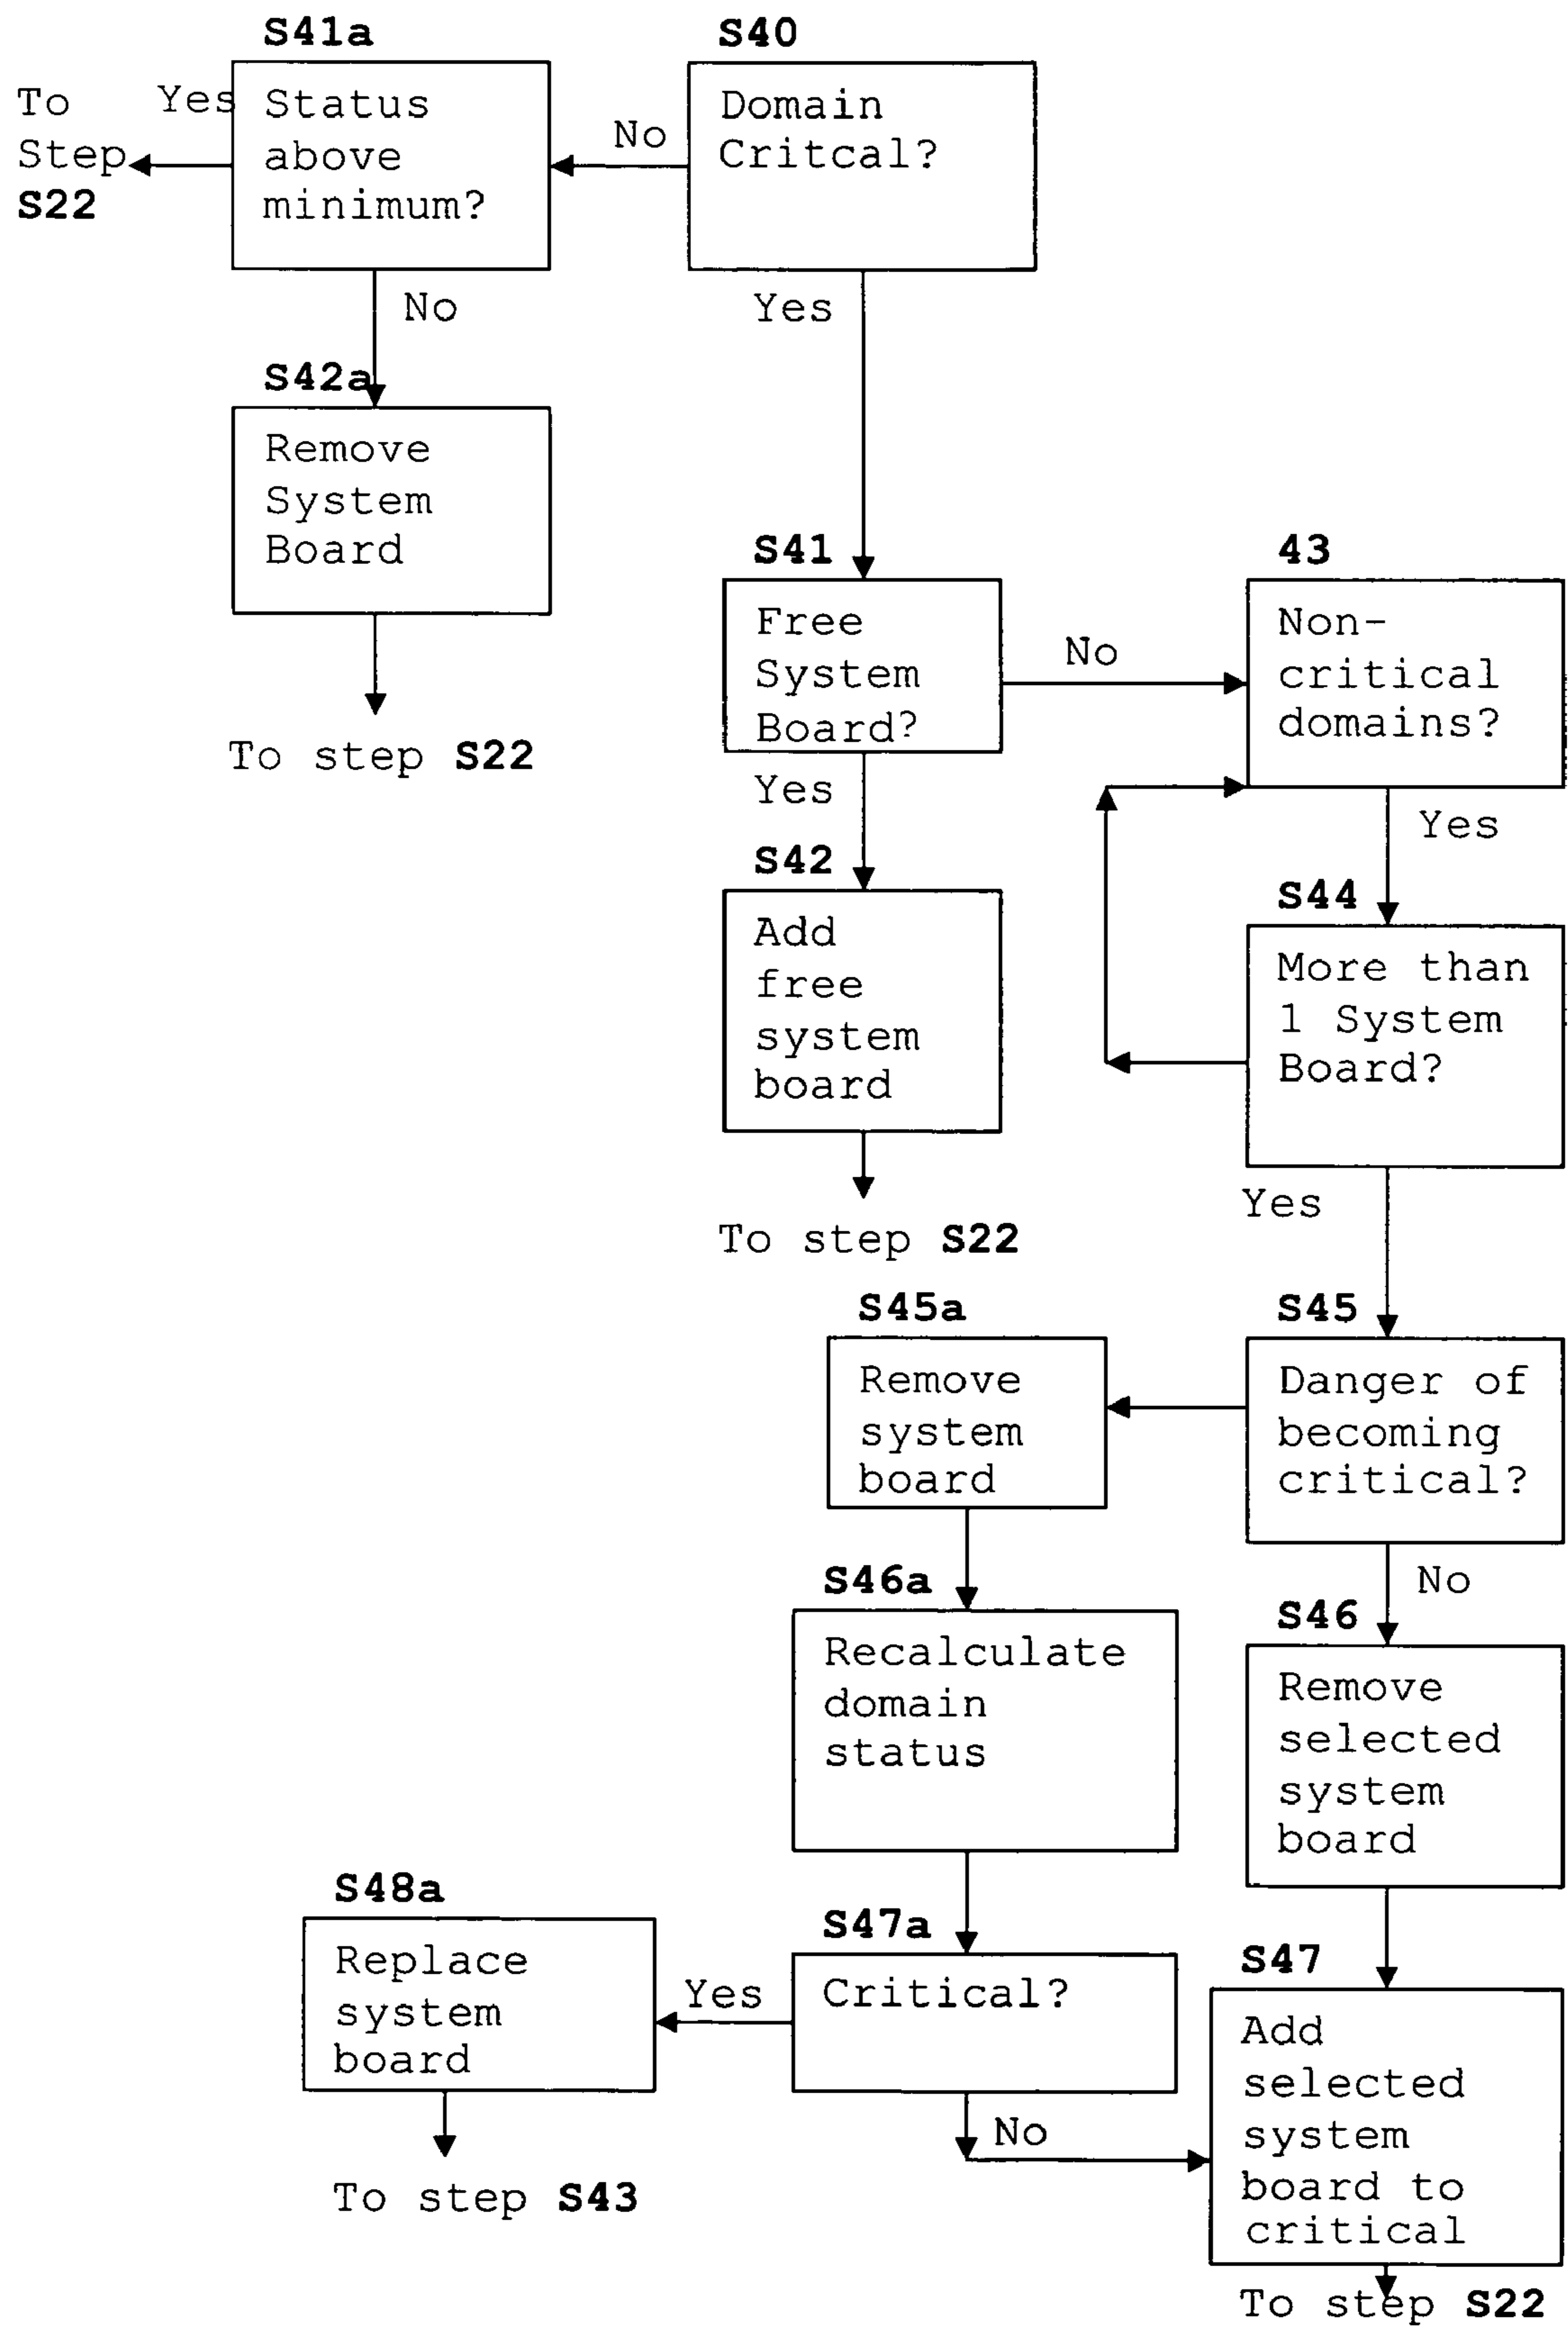 S41a
To
Step
S22
Yes
Status
above
minimum?
No
S40
Domain
Critcal?
No
Yes
S42a
Remove
System
Board
To step S22
S41
Free
System
Board?
No
Yes
43
Non-
critical
domains?
Yes
S42
Add
free
system
board
To step S22
S44
More than
1 System
Board?
Yes
S45a
Remove
system
board
S45
Danger of
becoming
critical?
No
S46a
Recalculate
domain
status
S46
Remove
selected
system
board
S48a
Replace
system
board
To step S43
S47a
Critical?
Yes
No
S47
Add
selected
system
board to
critical
To step S22